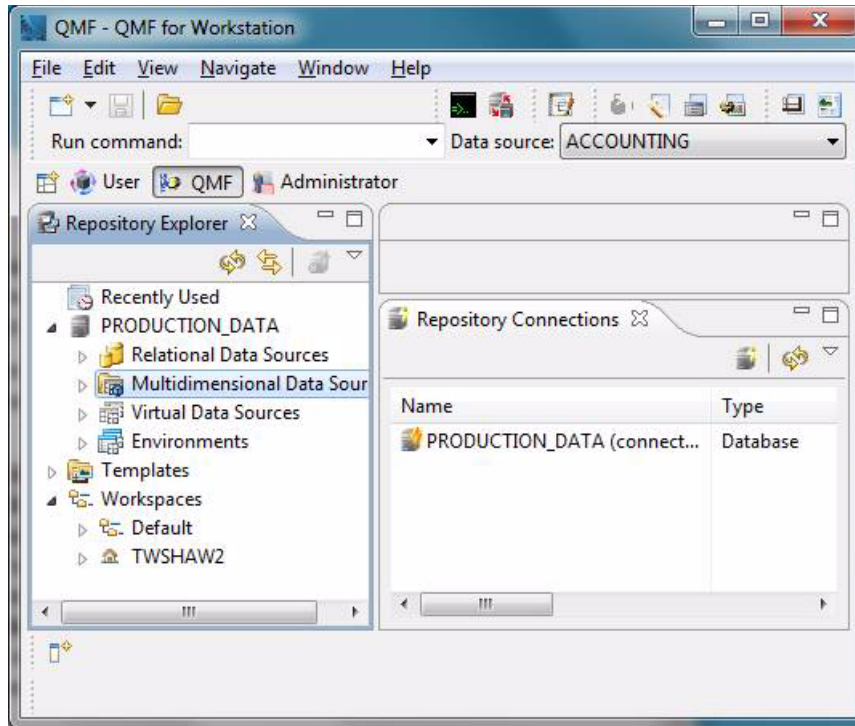 QMF - QMF for Workstation
File Edit View Navigate Window Help
Run command: Data source: ACCOUNTING
User QMF Administrator
Repository Explorer
Recently Used
PRODUCTION_DATA
Relational Data Sources
Multidimensional Data Sour
Virtual Data Sources
Environments
Templates
Workspaces
Default
TWSHAW2
Repository Connections
Name Type
PRODUCTION_DATA (connect... Database